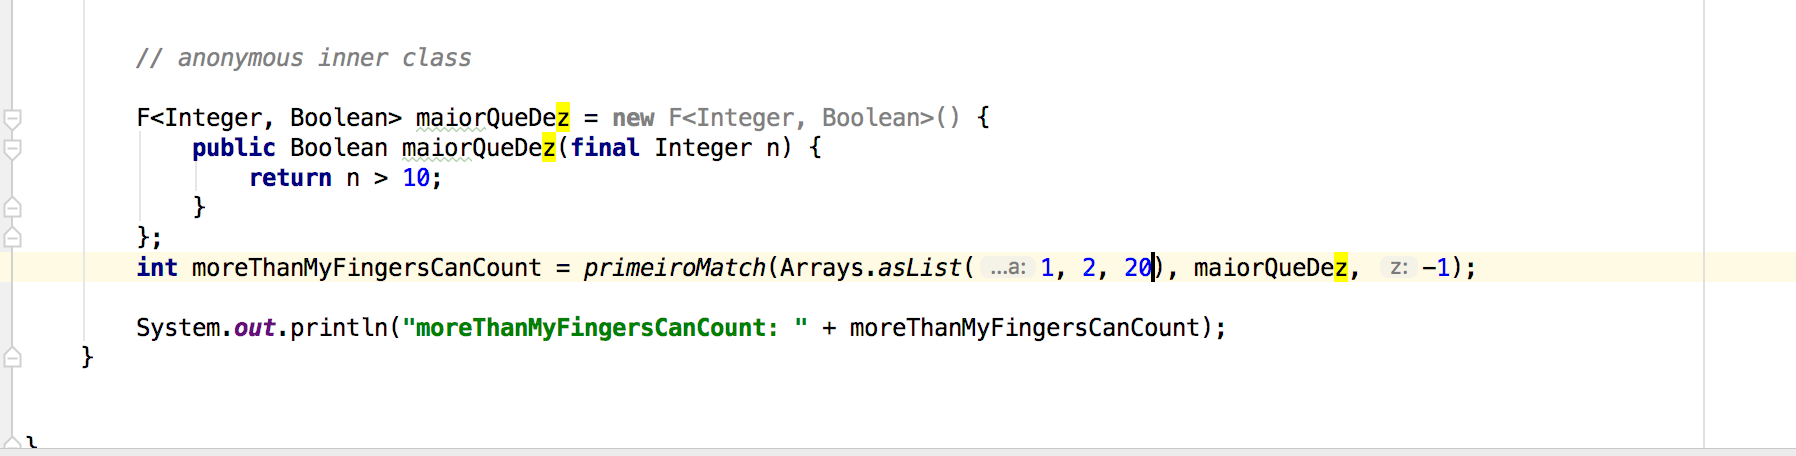 // anonymous inner class
F<Integer, Boolean> maiorQueDez = new F<Integer, Boolean>() {
public Boolean maiorQueDez(final Integer n) {
return n > 10;
}
};
int moreThanMyFingersCanCount = primeiroMatch(Arrays.asList( ...a: 1, 2, 20), maiorQueDez, z: -1);
System.out.println("moreThanMyFingersCanCount: " + moreThanMyFingersCanCount);
}
}